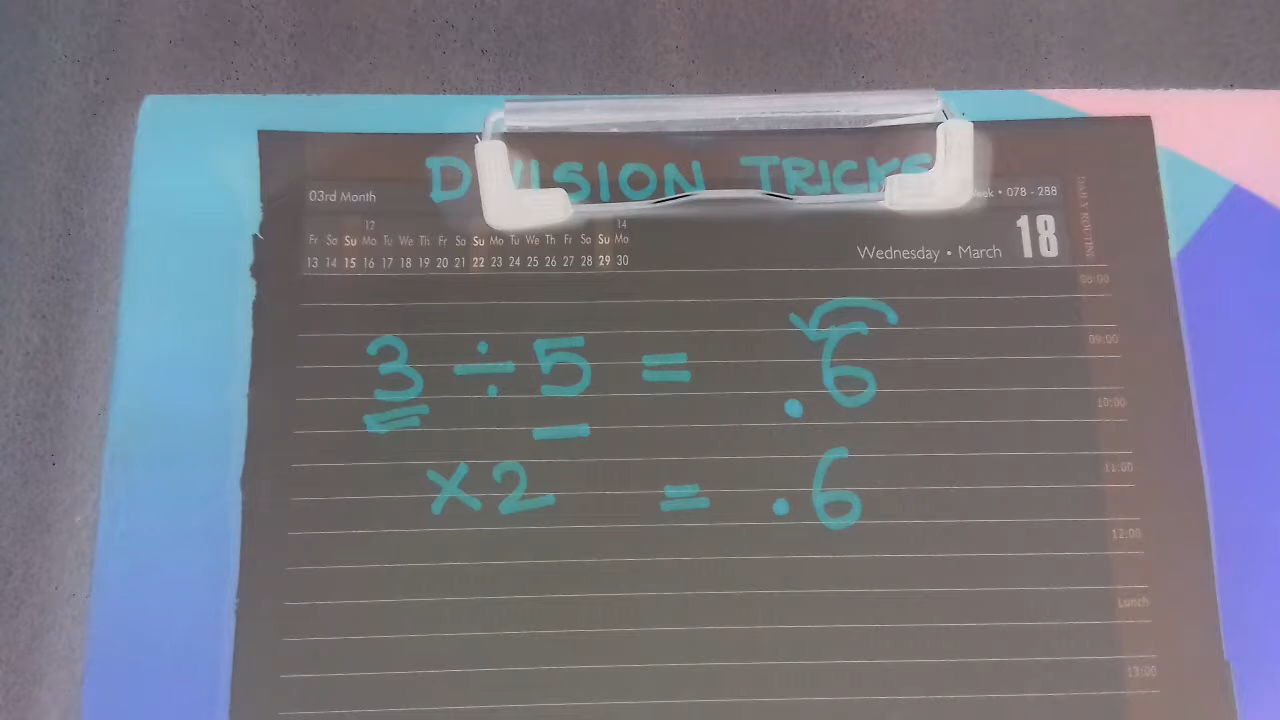 DIVISION TRICKS
03rd Month
Week • 078 - 288
12 14
Fr Sa Su Mo Tu We Th Fr Sa Su Mo Tu We Th Fr Sa Su Mo
13 14 15 16 17 18 19 20 21 22 23 24 25 26 27 28 29 30
Wednesday • March 18
DAILY ROUTINE
08:00
09:00
3 ÷ 5 = .6
10:00
11:00
×2 = .6
12:00
Lunch
13:00